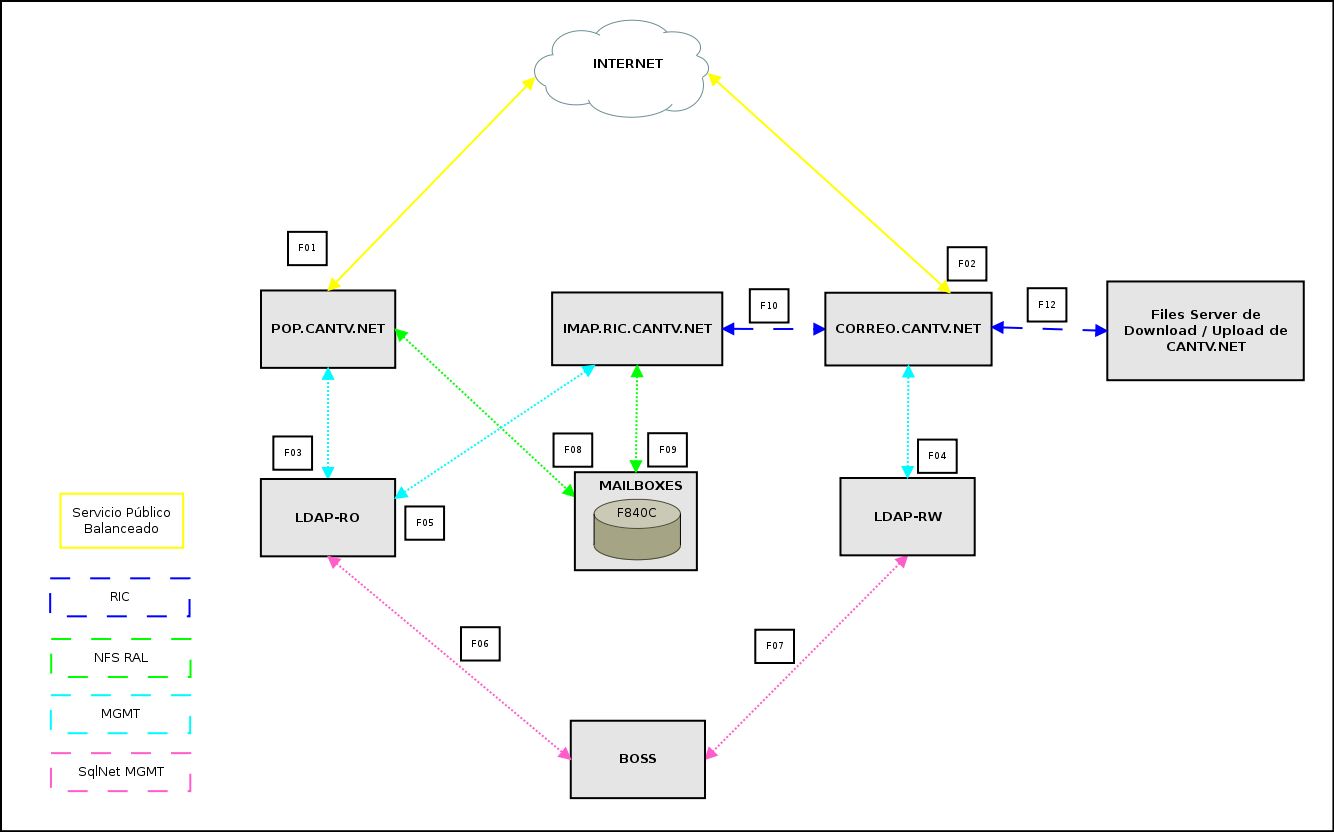 INTERNET
F01
F02
POP.CANTV.NET
IMAP.RIC.CANTV.NET
F10
CORREO.CANTV.NET
F12
Files Server de
Download / Upload de
CANTV.NET
F03
F08
F09
F04
LDAP-RO
F05
MAILBOXES
F840C
LDAP-RW
Servicio Público
Balanceado
RIC
NFS RAL
MGMT
SqlNet MGMT
F06
F07
BOSS